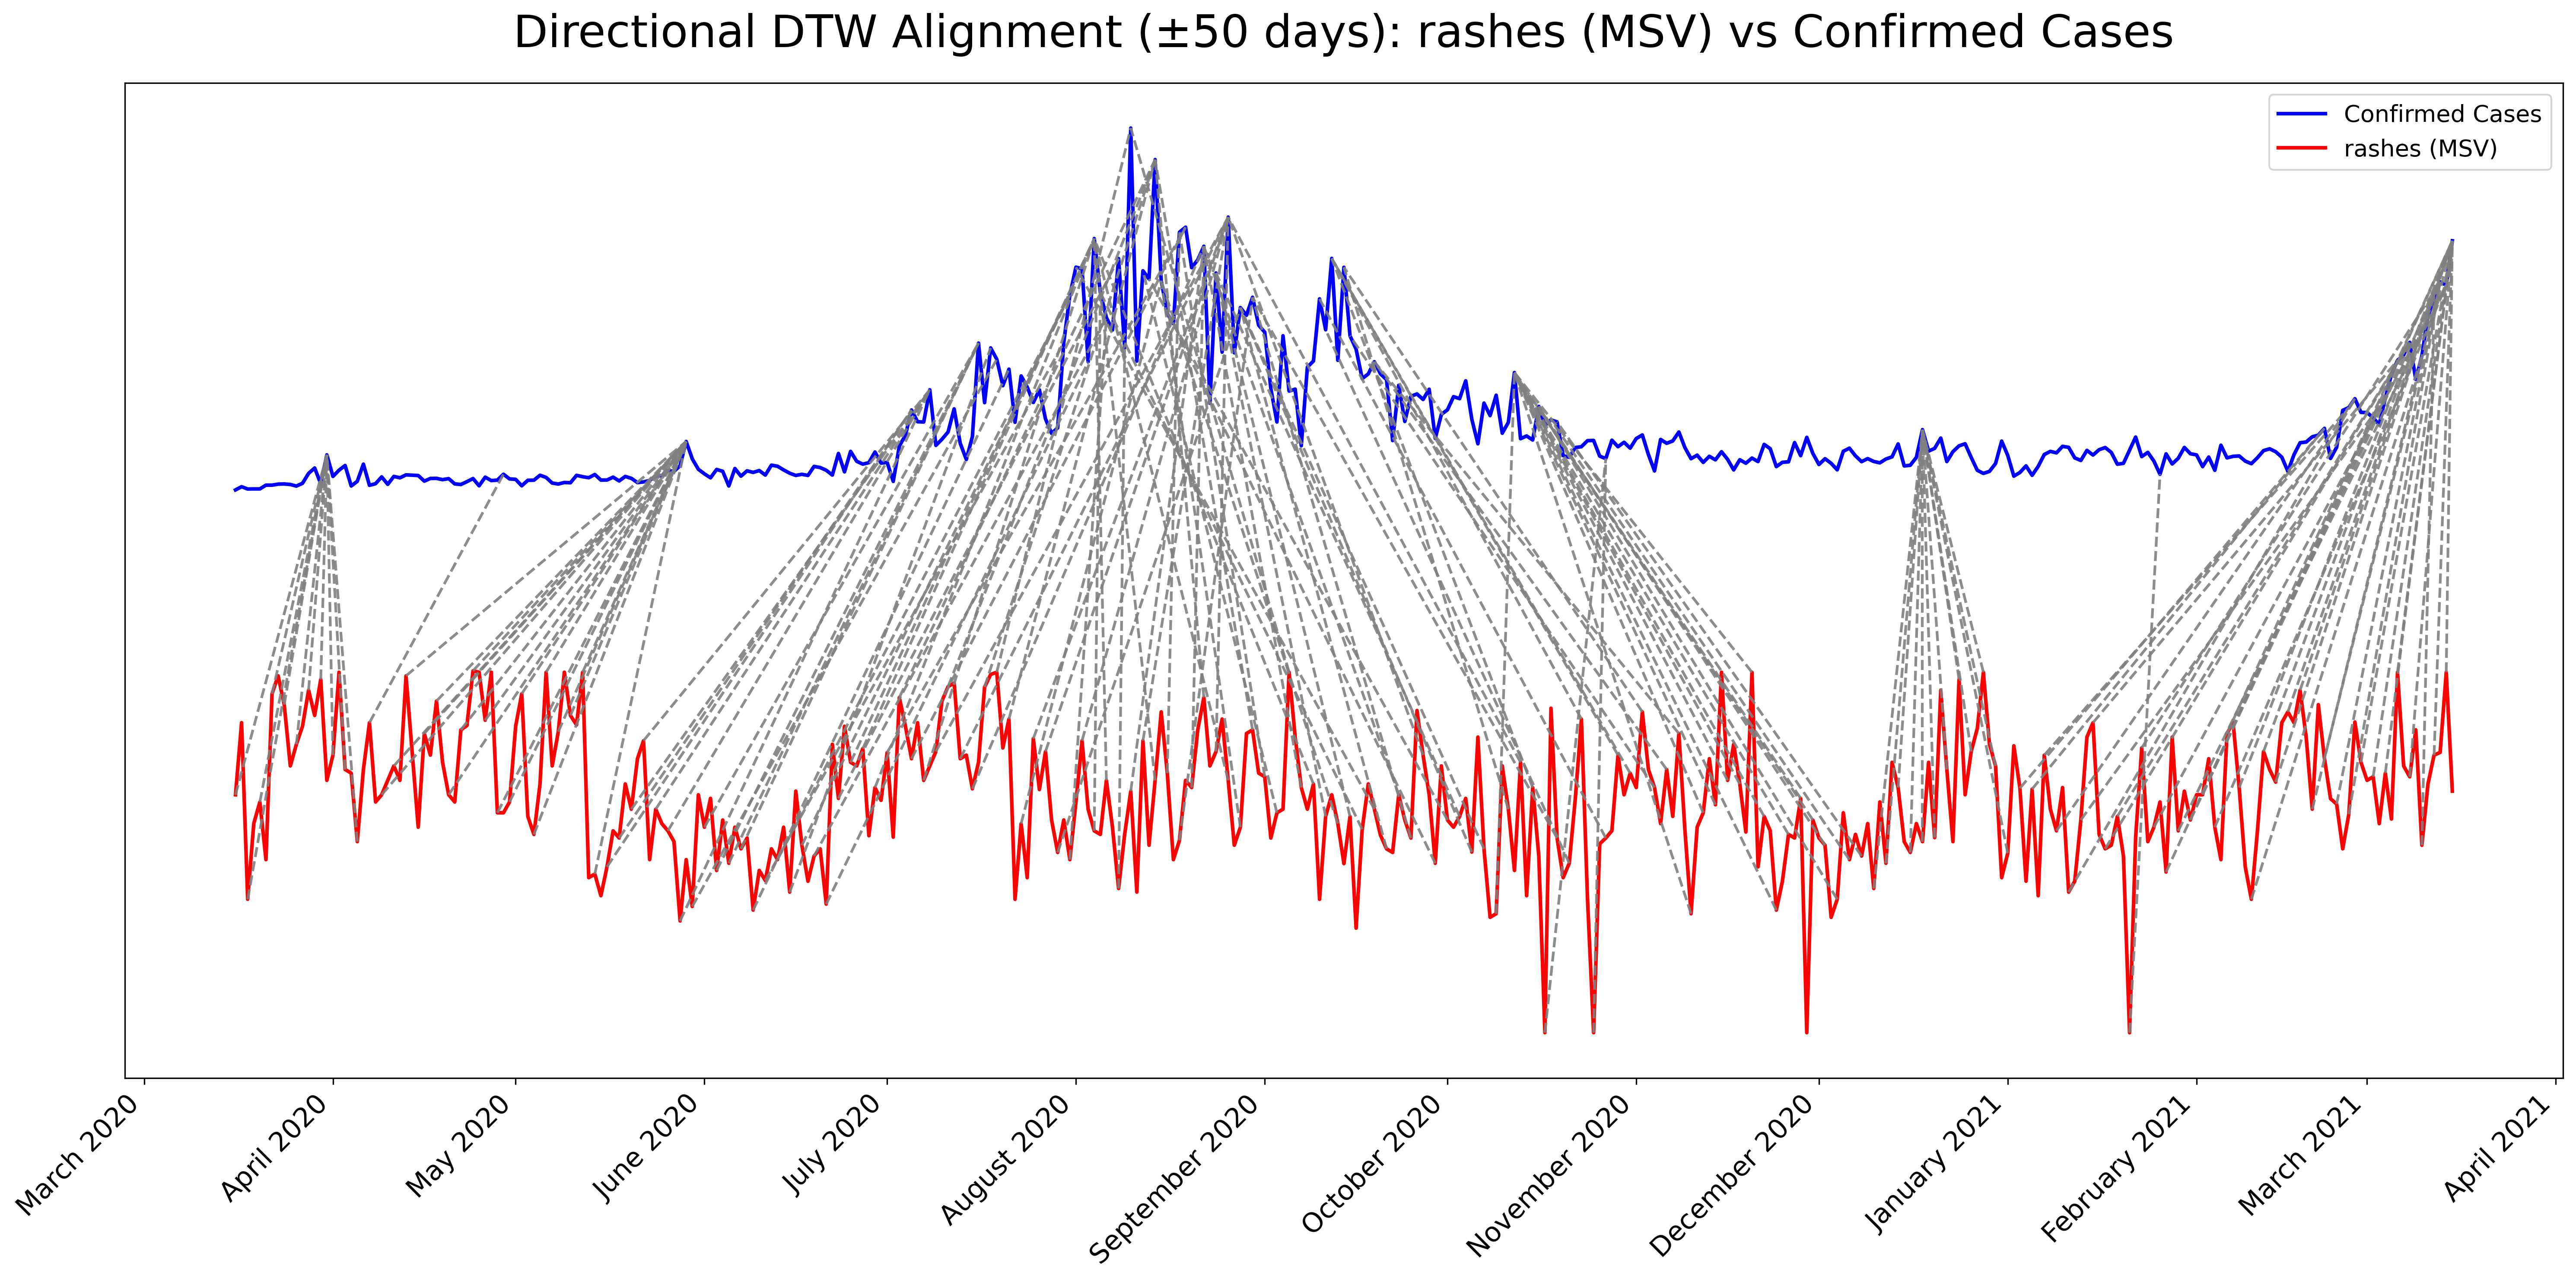 Directional DTW Alignment (±50 days): rashes (MSV) vs Confirmed Cases
Confirmed Cases
rashes (MSV)
March 2020
April 2020
May 2020
June 2020
July 2020
August 2020
September 2020
October 2020
November 2020
December 2020
January 2021
February 2021
March 2021
April 2021